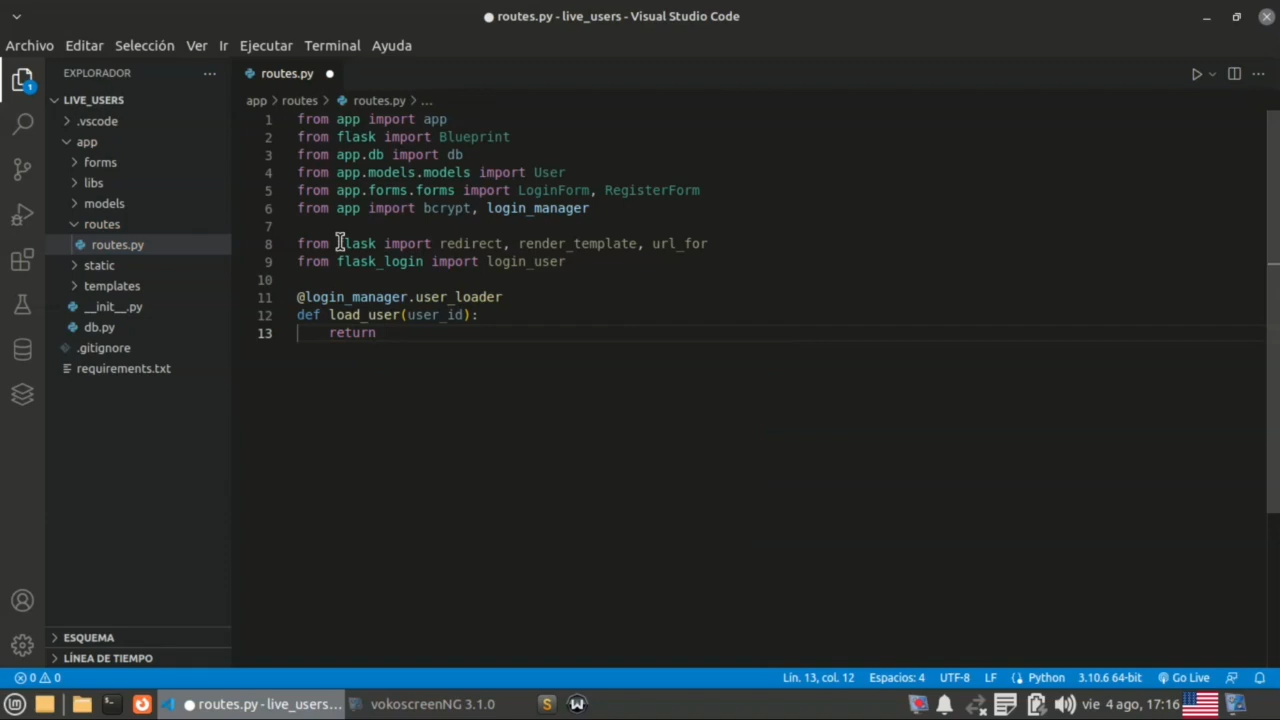 routes.py - live_users - Visual Studio Code
Archivo Editar Selección Ver Ir Ejecutar Terminal Ayuda
EXPLORADOR
LIVE_USERS
.vscode
app
forms
libs
models
routes
routes.py
static
templates
__init__.py
db.py
.gitignore
requirements.txt
ESQUEMA
LÍNEA DE TIEMPO
1
routes.py
app > routes > routes.py > ...
1 from app import app
2 from flask import Blueprint
3 from app.db import db
4 from app.models.models import User
5 from app.forms.forms import LoginForm, RegisterForm
6 from app import bcrypt, login_manager
7
8 from flask import redirect, render_template, url_for
9 from flask_login import login_user
10
11 @login_manager.user_loader
12 def load_user(user_id):
13 return
0 0 Lín. 13, col. 12 Espacios: 4 UTF-8 LF Python 3.10.6 64-bit Go Live
routes.py - live_users... vokoscreenNG 3.1.0 S W vie 4 ago, 17:16